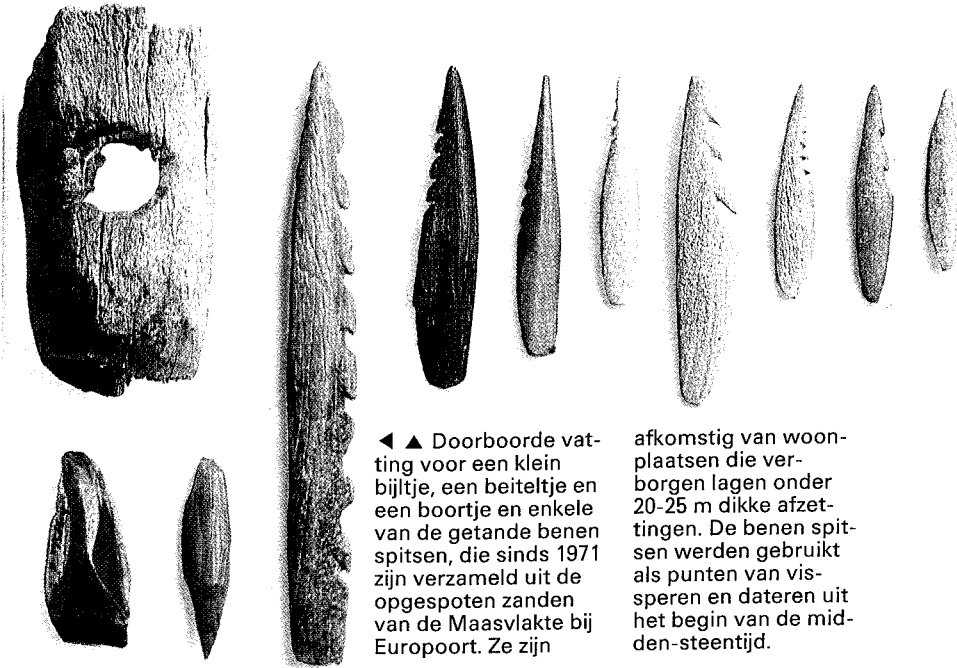 ◄ ▲ Doorboorde vat-
ting voor een klein
bijltje, een beiteltje en
een boortje en enkele
van de getande benen
spitsen, die sinds 1971
zijn verzameld uit de
opgespoten zanden
van de Maasvlakte bij
Europoort. Ze zijn
afkomstig van woon-
plaatsen die ver-
borgen lagen onder
20-25 m dikke afzet-
tingen. De benen spit-
sen werden gebruikt
als punten van vis-
speren en dateren uit
het begin van de mid-
den-steentijd.